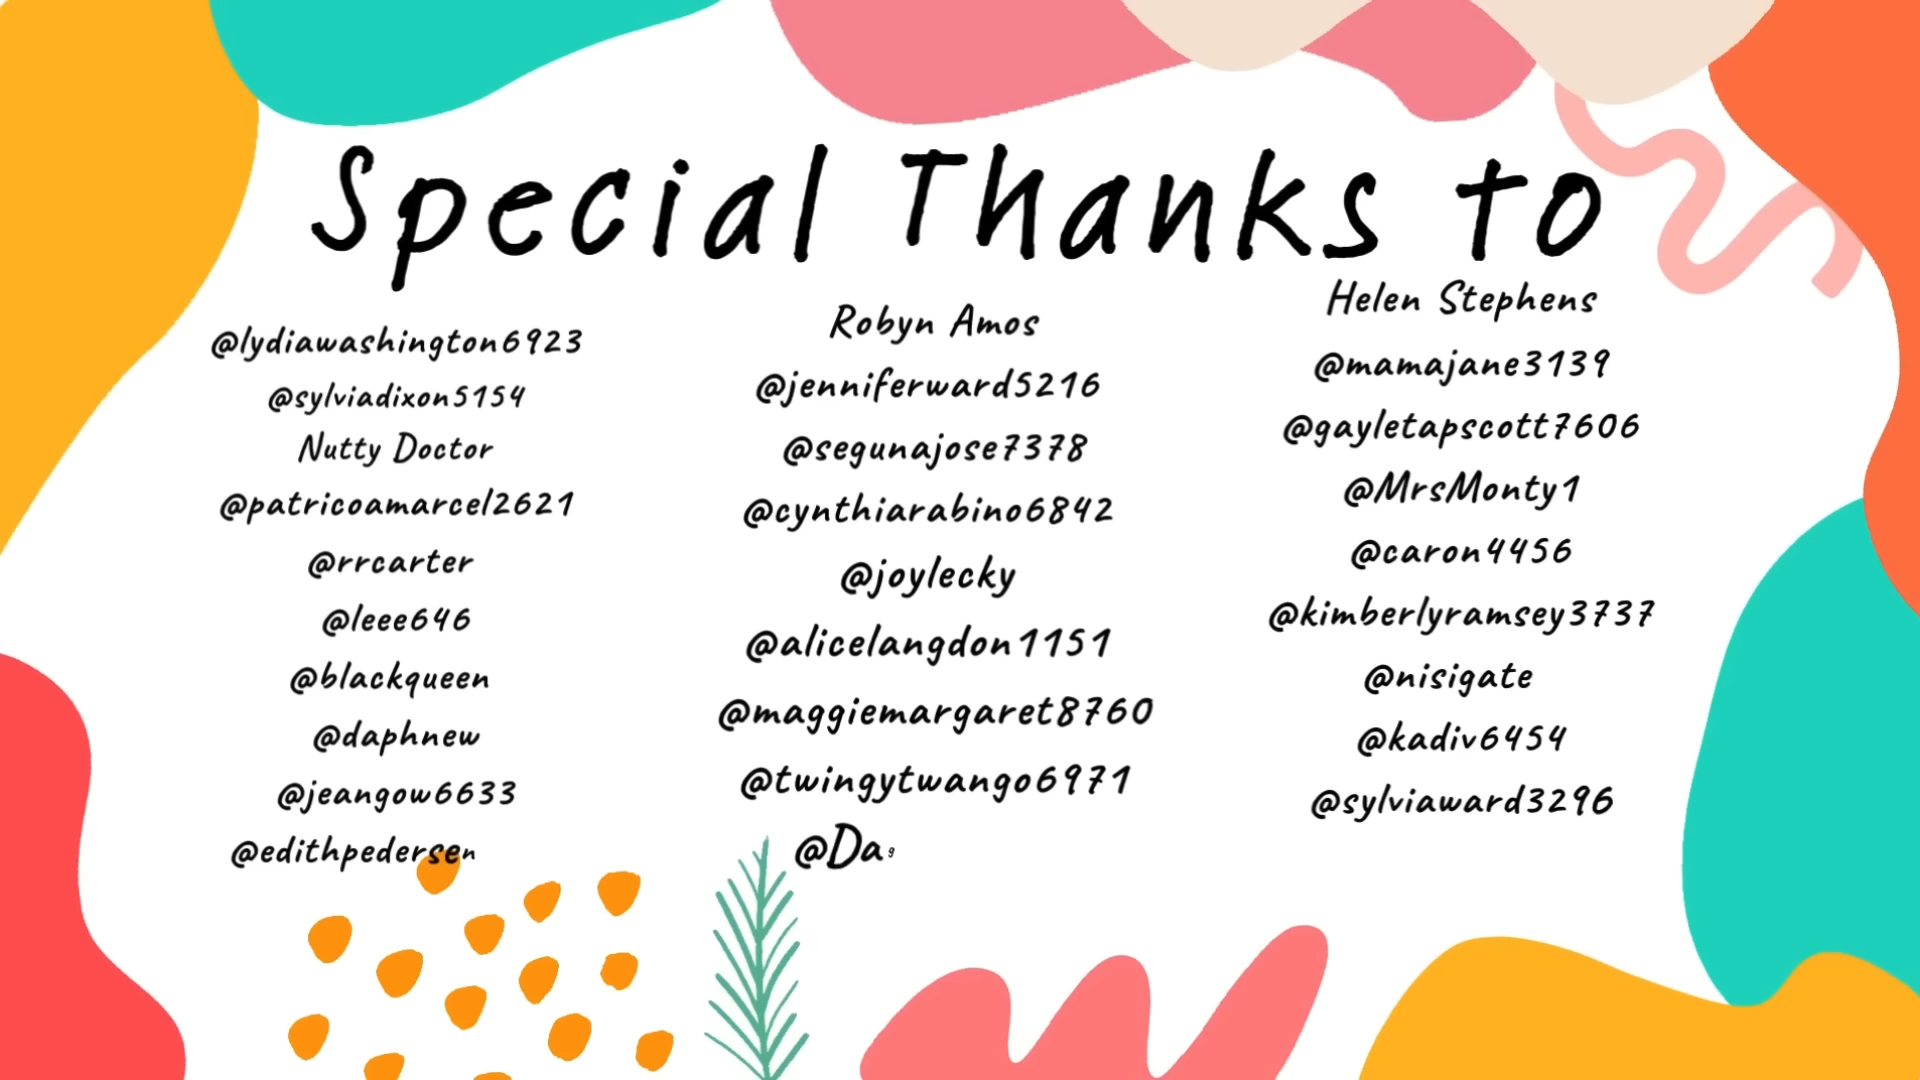 Special Thanks to
@lydiawashington6923
@sylviadixon5154
Nutty Doctor
@patricoamarcel2621
@rrcarter
@leee646
@blackqueen
@daphnew
@jeangow6633
@edithpedersen
Robyn Amos
@jenniferward5216
@segunajose7378
@cynthiarabino6842
@joylecky
@alicelangdon1151
@maggiemargaret8760
@twingytwango6971
@Dag
Helen Stephens
@mamajane3139
@gayletapscott7606
@MrsMonty1
@caron4456
@kimberlyramsey3737
@nisigate
@kadiv6454
@sylviaward3296